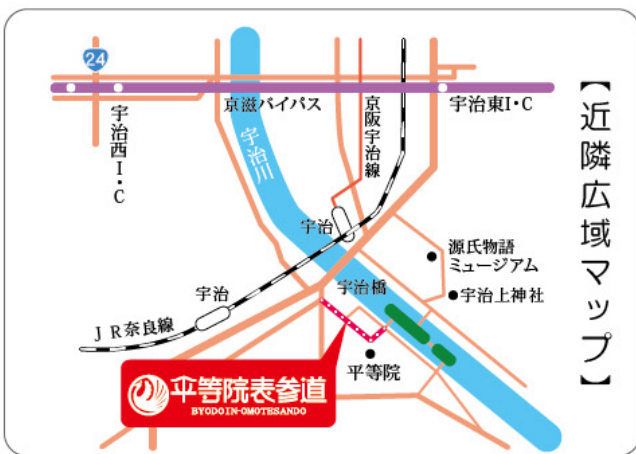 【近隣広域マップ】
24
京滋バイパス
宇治東I・C
宇治西I・C
京阪宇治線
宇治川
宇治
源氏物語
ミュージアム
宇治橋
宇治上神社
宇治
JR奈良線
平等院
平等院表参道
BYODOIN-OMOTESANDO